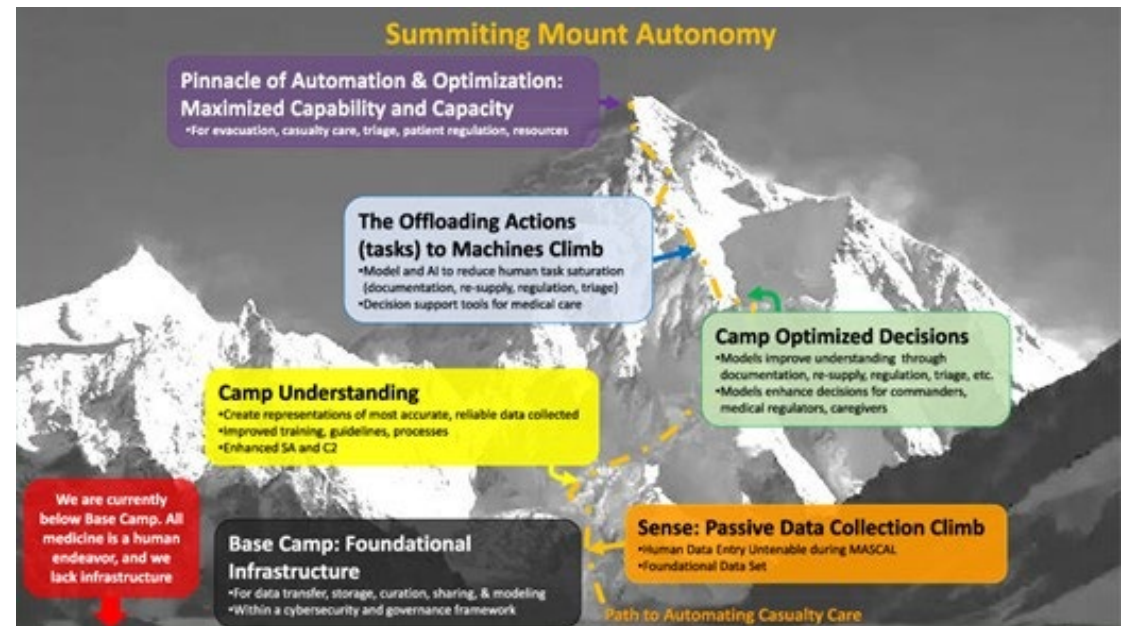 Summiting Mount Autonomy
Pinnacle of Automation & Optimization:
Maximized Capability and Capacity
•For evacuation, casualty care, triage, patient regulation, resources
The Offloading Actions
(tasks) to Machines Climb
•Model and AI to reduce human task saturation
(documentation, re-supply, regulation, triage)
•Decision support tools for medical care
Camp Optimized Decisions
•Models improve understanding through
documentation, re-supply, regulation, triage, etc.
•Models enhance decisions for commanders,
medical regulators, caregivers
Camp Understanding
•Create representations of most accurate, reliable data collected
•Improved training, guidelines, processes
•Enhanced SA and C2
We are currently
below Base Camp. All
medicine is a human
endeavor, and we
lack infrastructure
Base Camp: Foundational
Infrastructure
•For data transfer, storage, curation, sharing, & modeling
•Within a cybersecurity and governance framework
Sense: Passive Data Collection Climb
•Human Data Entry Untenable during MASCAL
•Foundational Data Set
Path to Automating Casualty Care